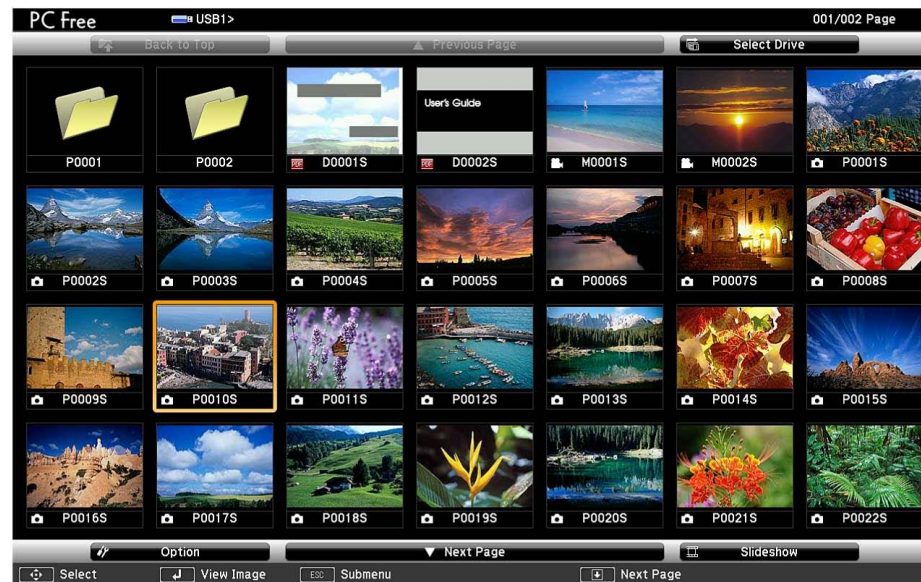 PC Free USB1> 001/002 Page
Back to Top Previous Page Select Drive
User's Guide
P0001 P0002 PDF D0001S PDF D0002S M0001S M0002S P0001S
P0002S P0003S P0004S P0005S P0006S P0007S P0008S
P0009S P0010S P0011S P0012S P0013S P0014S P0015S
P0016S P0017S P0018S P0019S P0020S P0021S P0022S
Option Next Page Slideshow
Select View Image ESC Submenu Next Page